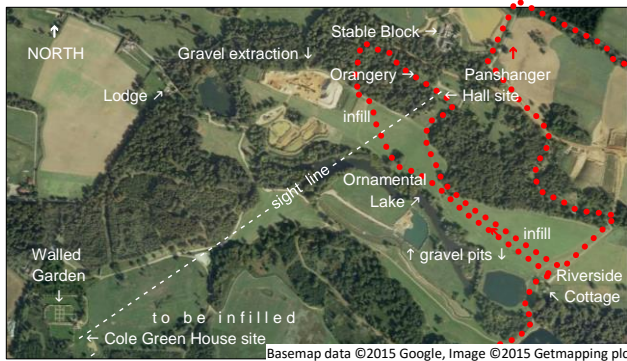 ↑
NORTH
Stable Block →
Gravel extraction ↓
Orangery →
↑
Panshanger
← Hall site
Lodge ↗
infill
sight line
Ornamental
Lake ↗
infill
Walled
Garden
↓
↑ gravel pits ↓
Riverside
↖ Cottage
to be infilled
← Cole Green House site
Basemap data ©2015 Google, Image ©2015 Getmapping plc